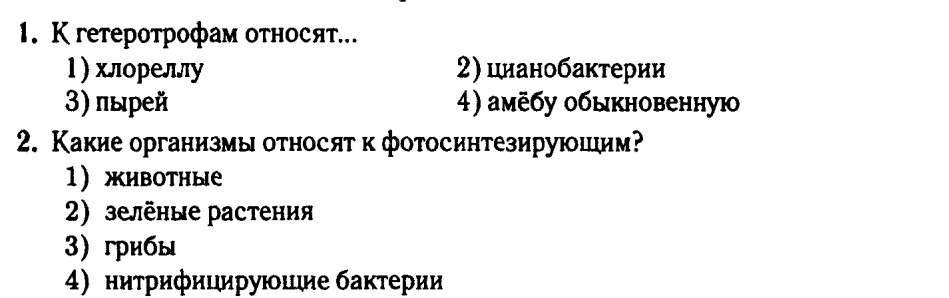 1. К гетеротрофам относят...
1) хлореллу 2) цианобактерии
3) пырей 4) амёбу обыкновенную
2. Какие организмы относят к фотосинтезирующим?
1) животные
2) зелёные растения
3) грибы
4) нитрифицирующие бактерии